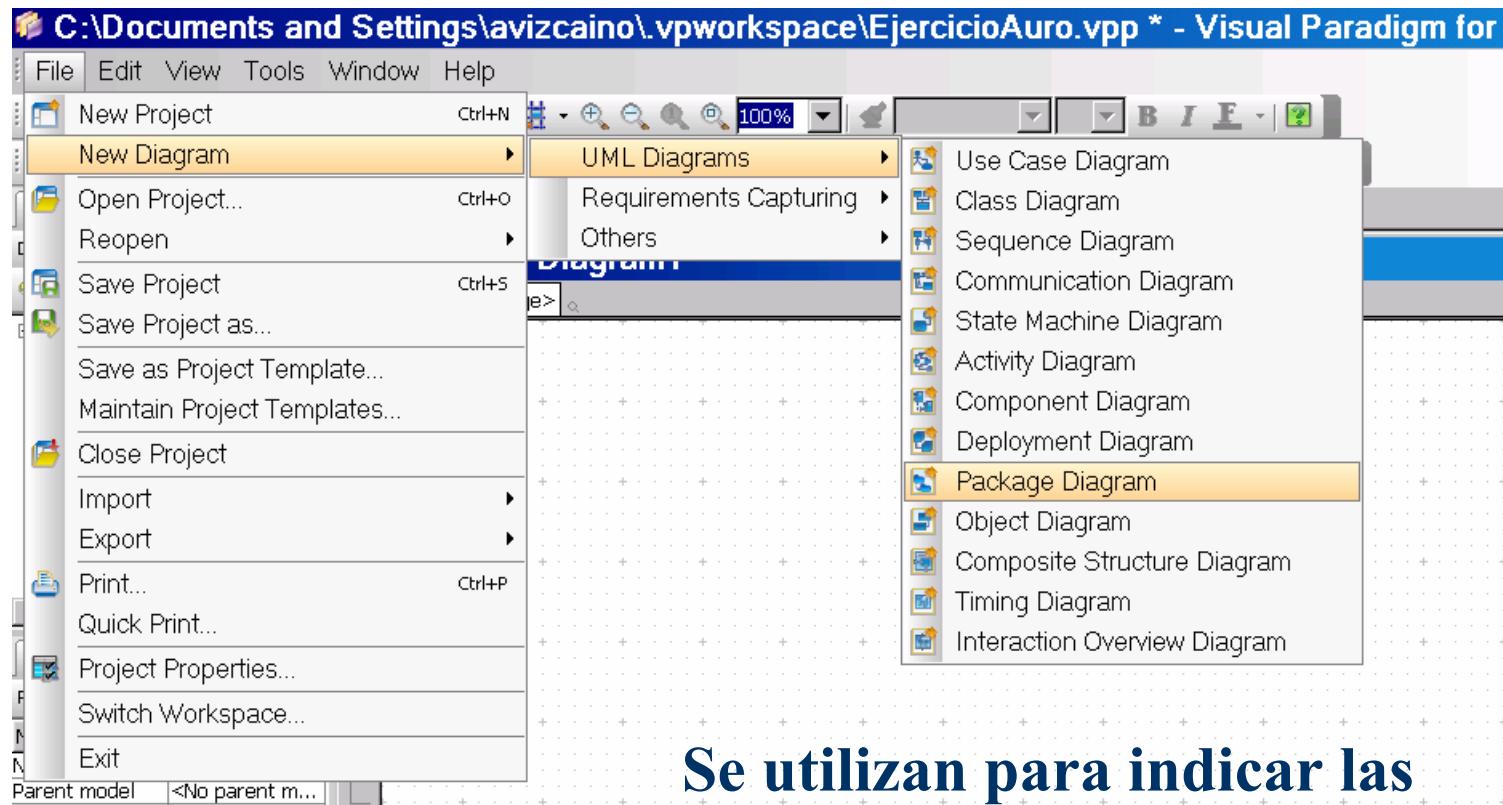 C:\Documents and Settings\avizcaino\.vpworkspace\EjercicioAuro.vpp * - Visual Paradigm for
File Edit View Tools Window Help
New Project Ctrl+N
100% B I F
New Diagram
Open Project... Ctrl+O
Reopen
Save Project Ctrl+S
Save Project as...
Save as Project Template...
Maintain Project Templates...
Close Project
Import
Export
Print... Ctrl+P
Quick Print...
Project Properties...
Switch Workspace...
Exit
Parent model <No parent m...
UML Diagrams
Requirements Capturing
Others
Use Case Diagram
Class Diagram
Sequence Diagram
Communication Diagram
State Machine Diagram
Activity Diagram
Component Diagram
Deployment Diagram
Package Diagram
Object Diagram
Composite Structure Diagram
Timing Diagram
Interaction Overview Diagram
Se utilizan para indicar las